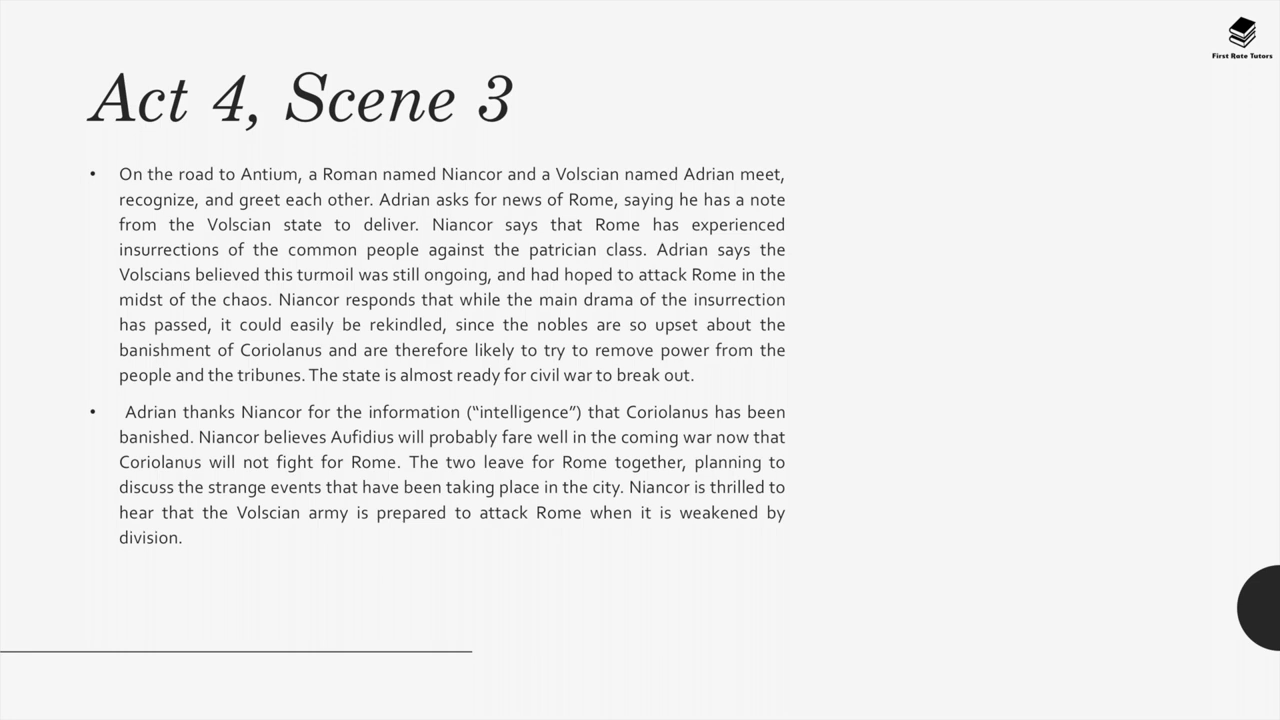 First Rate Tutors
Act 4, Scene 3
• On the road to Antium, a Roman named Niancor and a Volscian named Adrian meet,
recognize, and greet each other. Adrian asks for news of Rome, saying he has a note
from the Volscian state to deliver. Niancor says that Rome has experienced
insurrections of the common people against the patrician class. Adrian says the
Volscians believed this turmoil was still ongoing, and had hoped to attack Rome in the
midst of the chaos. Niancor responds that while the main drama of the insurrection
has passed, it could easily be rekindled, since the nobles are so upset about the
banishment of Coriolanus and are therefore likely to try to remove power from the
people and the tribunes. The state is almost ready for civil war to break out.
• Adrian thanks Niancor for the information (“intelligence”) that Coriolanus has been
banished. Niancor believes Aufidius will probably fare well in the coming war now that
Coriolanus will not fight for Rome. The two leave for Rome together, planning to
discuss the strange events that have been taking place in the city. Niancor is thrilled to
hear that the Volscian army is prepared to attack Rome when it is weakened by
division.